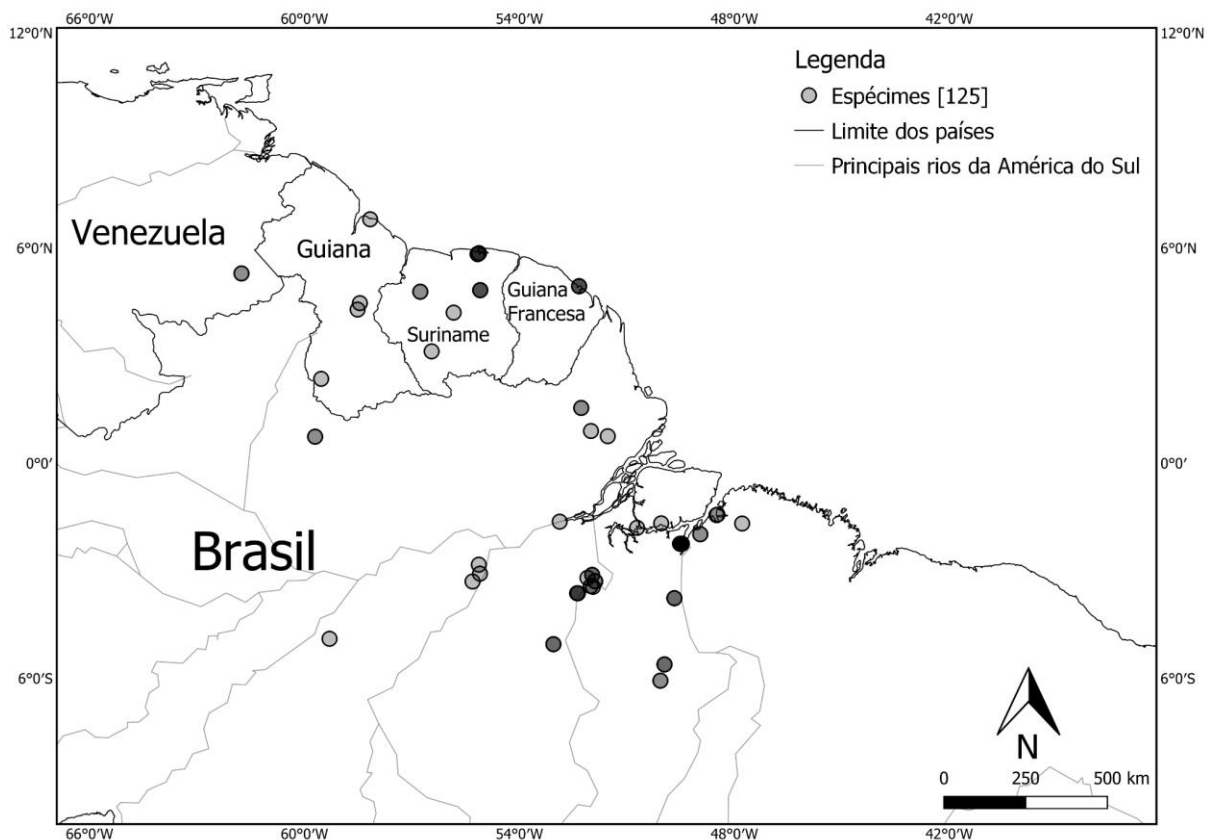 66°0'W 60°0'W 54°0'W 48°0'W 42°0'W
12°0'N 12°0'N
Legenda
Espécimes [125]
Limite dos países
Principais rios da América do Sul
Venezuela
Guiana
6°0'N 6°0'N
Guiana
Francesa
Suriname
0°0' 0°0'
Brasil
6°0'S 6°0'S
N
0 250 500 km
66°0'W 60°0'W 54°0'W 48°0'W 42°0'W